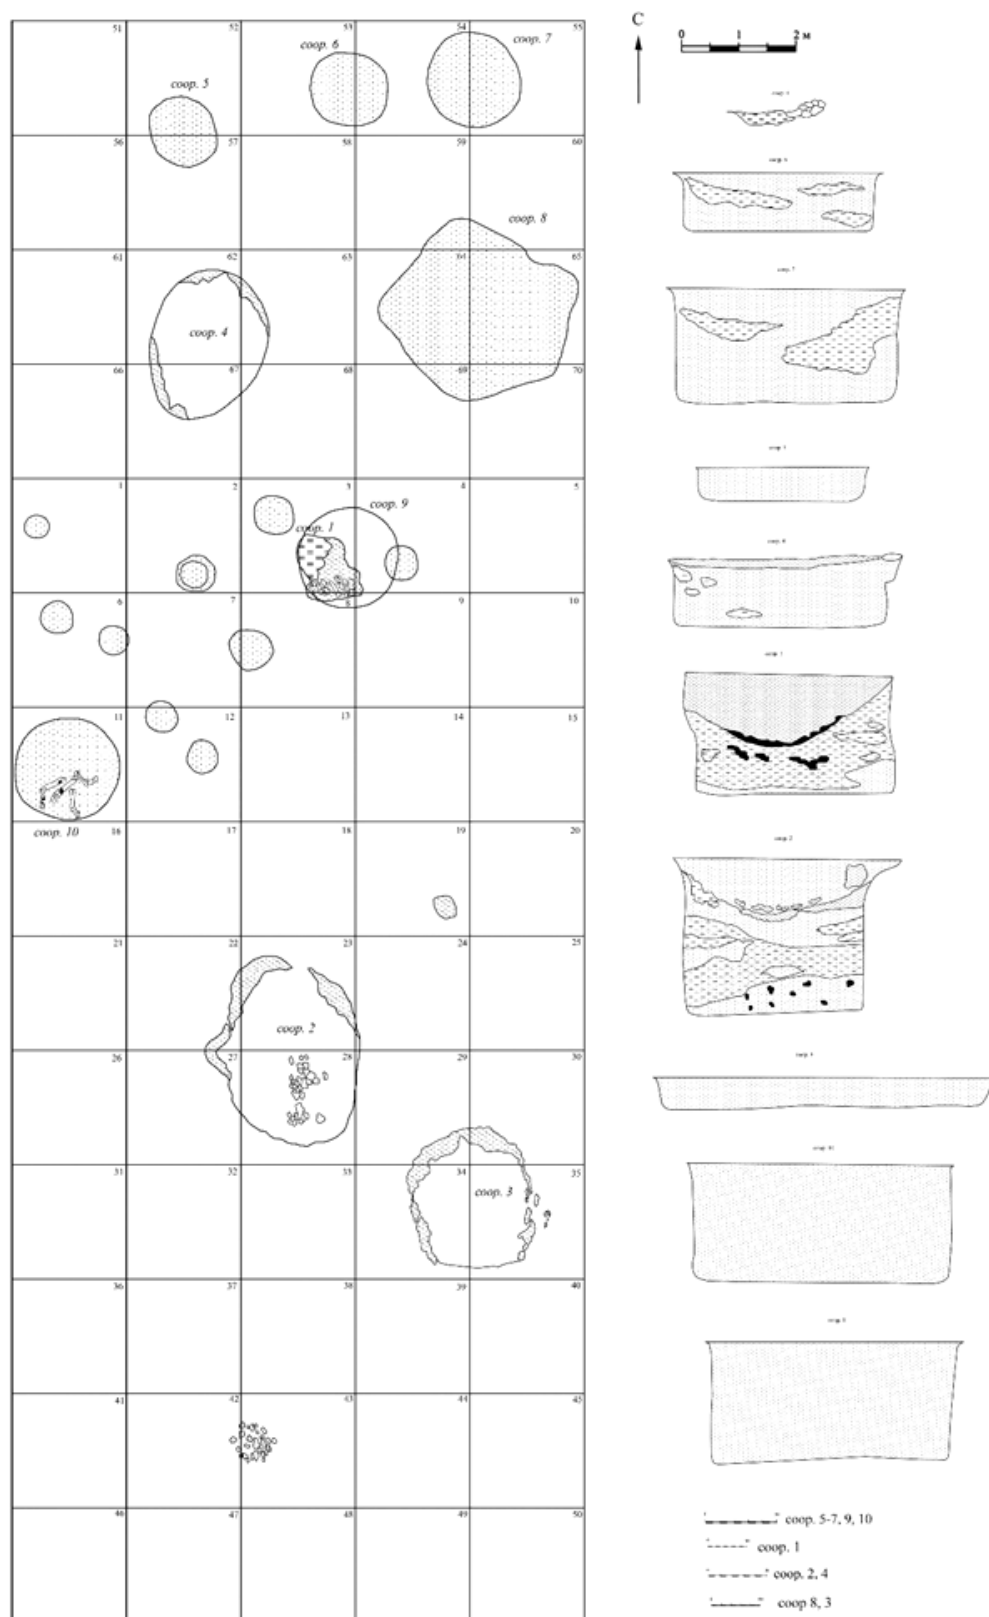 51 52 53 54 55
соор. 5
соор. 6
соор. 7
56 57 58 59 60
соор. 8
61 62 63 64 65
соор. 4
66 67 68 69 70
1 2 3 4 5
соор. 1
соор. 9
6 7 8 9 10
11 12 13 14 15
соор. 10
16 17 18 19 20
21 22 23 24 25
соор. 2
26 27 28 29 30
31 32 33 34 35
соор. 3
36 37 38 39 40
41 42 43 44 45
46 47 48 49 50
С
0 1 2 м
соор. 5-7, 9, 10
соор. 1
соор. 2, 4
соор 8, 3